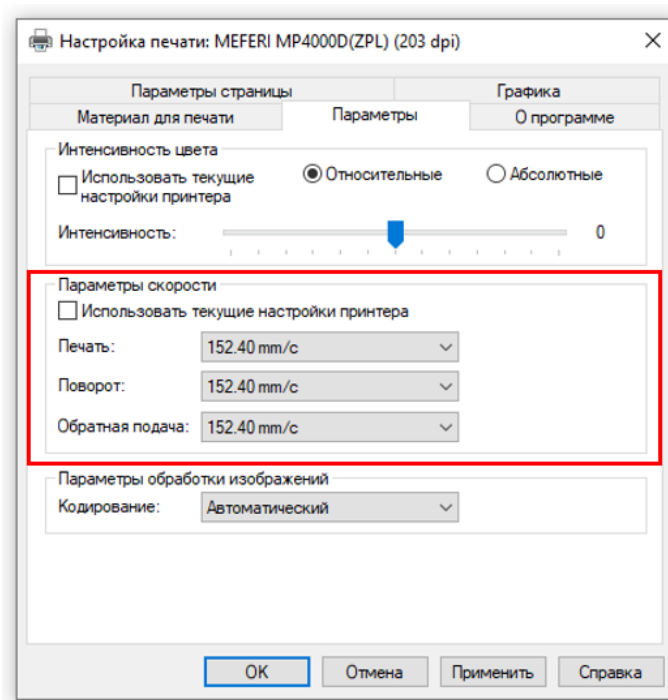 Настройка печати: MEFERI MP4000D(ZPL) (203 dpi)
Параметры страницы
Графика
Материал для печати
Параметры
О программе
Интенсивность цвета
Использовать текущие
настройки принтера
Относительные
Абсолютные
Интенсивность:
0
Параметры скорости
Использовать текущие настройки принтера
Печать:
152.40 mm/c
Поворот:
152.40 mm/c
Обратная подача:
152.40 mm/c
Параметры обработки изображений
Кодирование:
Автоматический
OK
Отмена
Применить
Справка